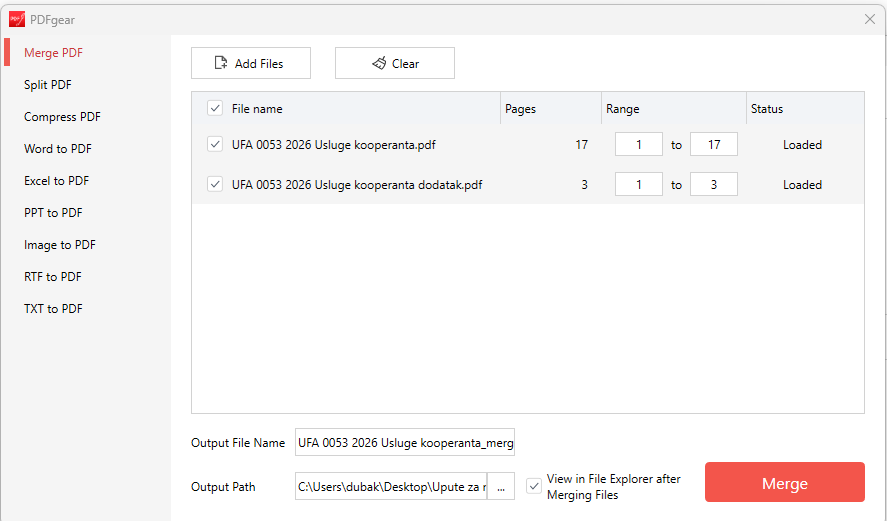 PDFgear
Merge PDF
Split PDF
Compress PDF
Word to PDF
Excel to PDF
PPT to PDF
Image to PDF
RTF to PDF
TXT to PDF
Add Files
Clear
File name Pages Range Status
UFA 0053 2026 Usluge kooperanta.pdf 17 1 to 17 Loaded
UFA 0053 2026 Usluge kooperanta dodatak.pdf 3 1 to 3 Loaded
Output File Name UFA 0053 2026 Usluge kooperanta_merg
Output Path C:\Users\dubak\Desktop\Upute za ...
View in File Explorer after
Merging Files
Merge